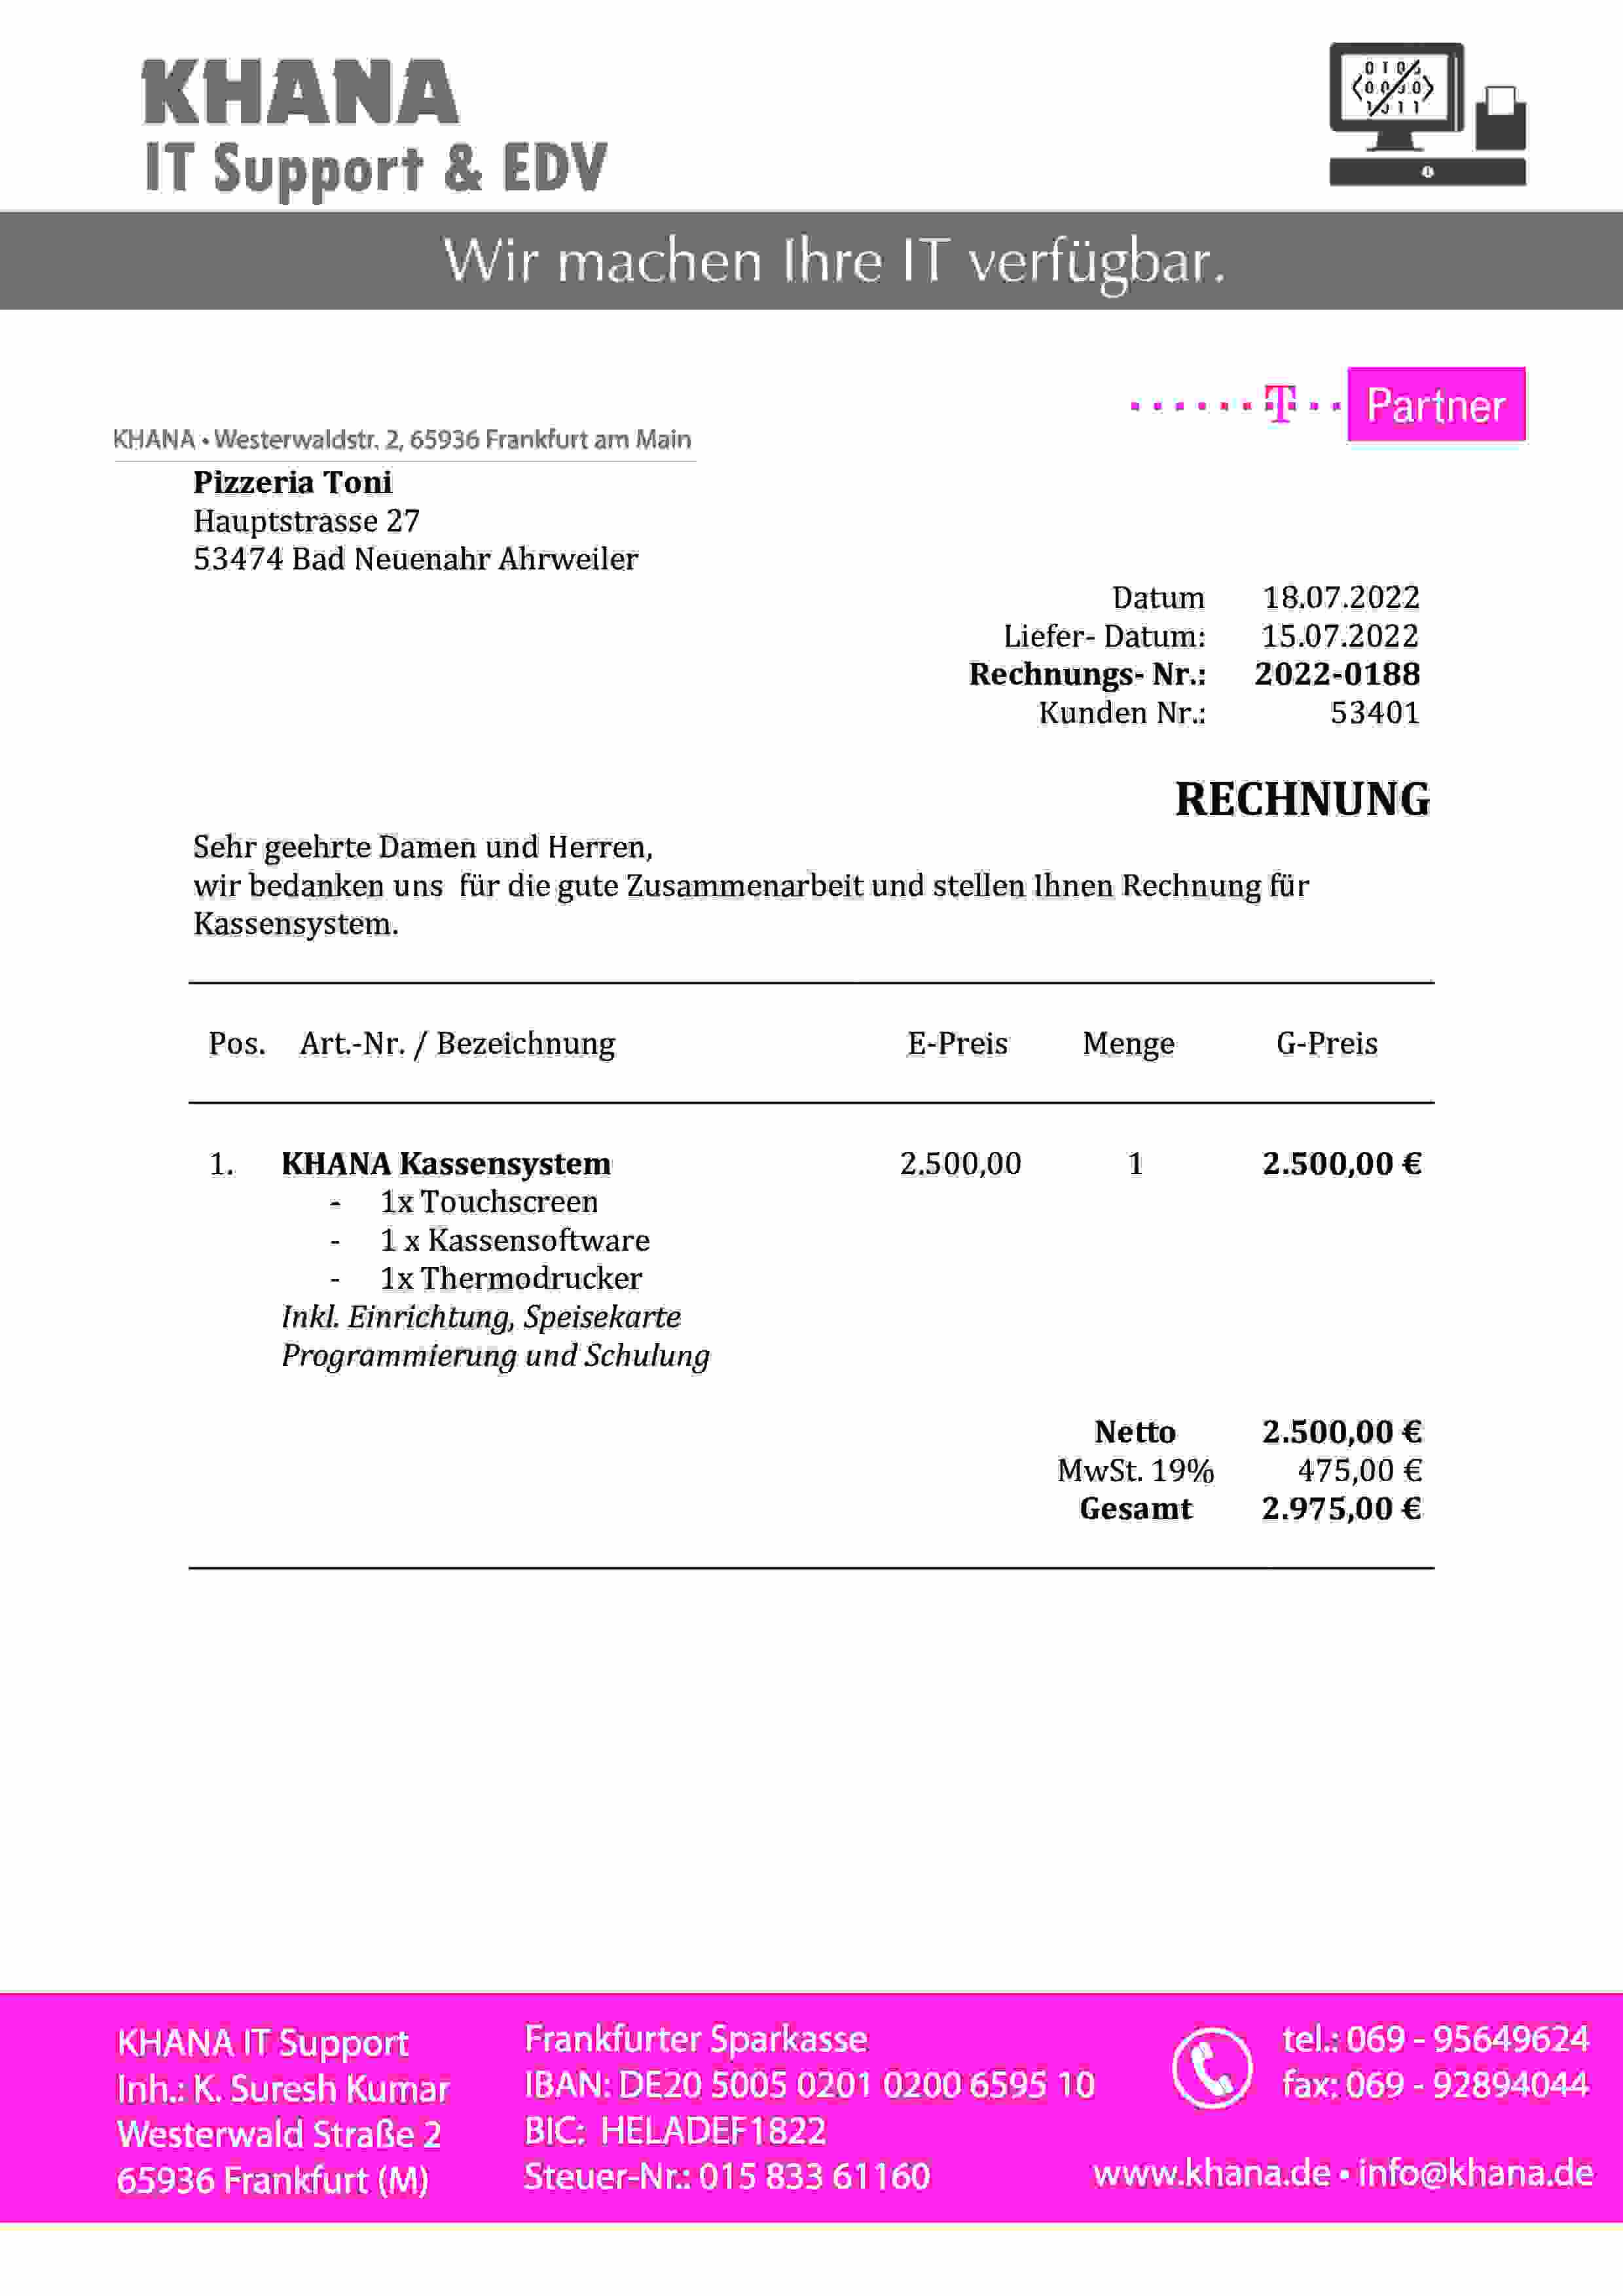 KHANA
IT Support & EDV
Wir machen Ihre IT verfügbar.
T Partner
KHANA • Westerwaldstr. 2, 65936 Frankfurt am Main
Pizzeria Toni
Hauptstrasse 27
53474 Bad Neuenahr Ahrweiler
Datum 18.07.2022
Liefer- Datum: 15.07.2022
Rechnungs- Nr.: 2022-0188
Kunden Nr.: 53401
RECHNUNG
Sehr geehrte Damen und Herren,
wir bedanken uns für die gute Zusammenarbeit und stellen Ihnen Rechnung für
Kassensystem.
Pos. Art.-Nr. / Bezeichnung E-Preis Menge G-Preis
1. KHANA Kassensystem 2.500,00 1 2.500,00 €
- 1x Touchscreen
- 1 x Kassensoftware
- 1x Thermodrucker
Inkl. Einrichtung, Speisekarte
Programmierung und Schulung
Netto 2.500,00 €
MwSt. 19% 475,00 €
Gesamt 2.975,00 €
KHANA IT Support
Inh.: K. Suresh Kumar
Westerwald Straße 2
65936 Frankfurt (M)
Frankfurter Sparkasse
IBAN: DE20 5005 0201 0200 6595 10
BIC: HELADEF1822
Steuer-Nr.: 015 833 61160
tel.: 069 - 95649624
fax: 069 - 92894044
www.khana.de • info@khana.de